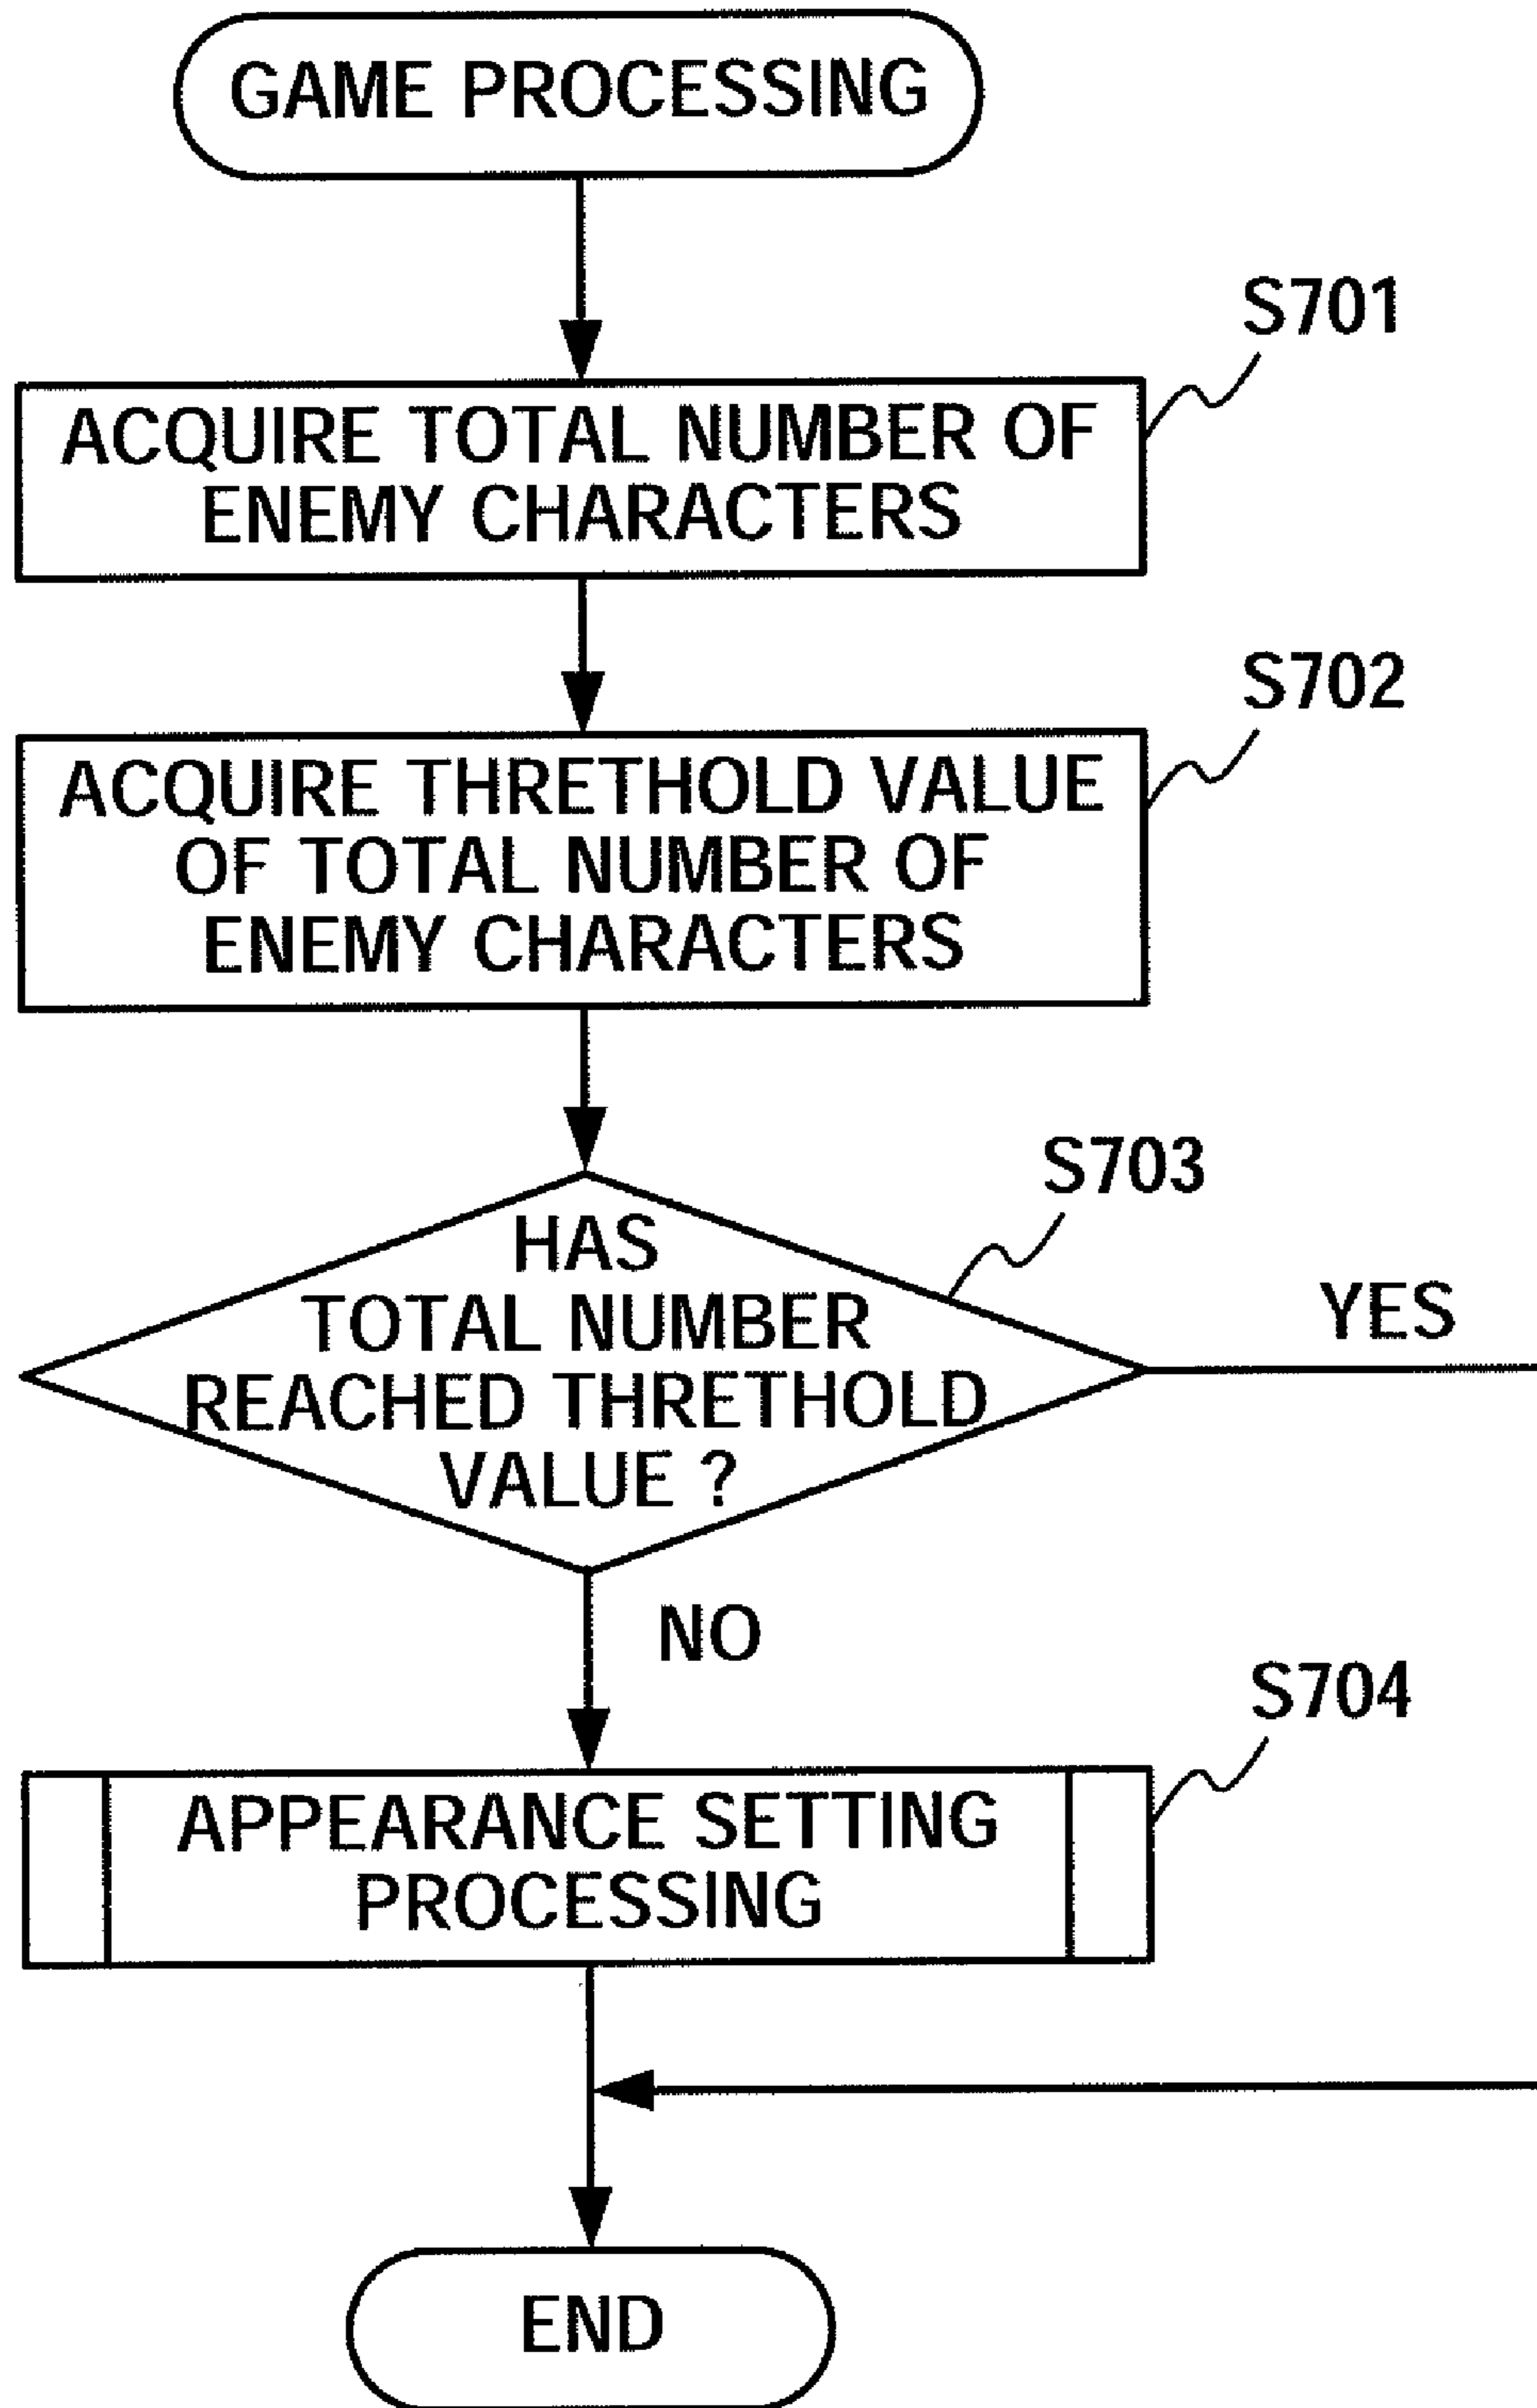 GAME PROCESSING
S701
ACQUIRE TOTAL NUMBER OF
ENEMY CHARACTERS
S702
ACQUIRE THRETHOLD VALUE
OF TOTAL NUMBER OF
ENEMY CHARACTERS
S703
HAS
TOTAL NUMBER
REACHED THRETHOLD
VALUE ?
YES
NO
S704
APPEARANCE SETTING
PROCESSING
END